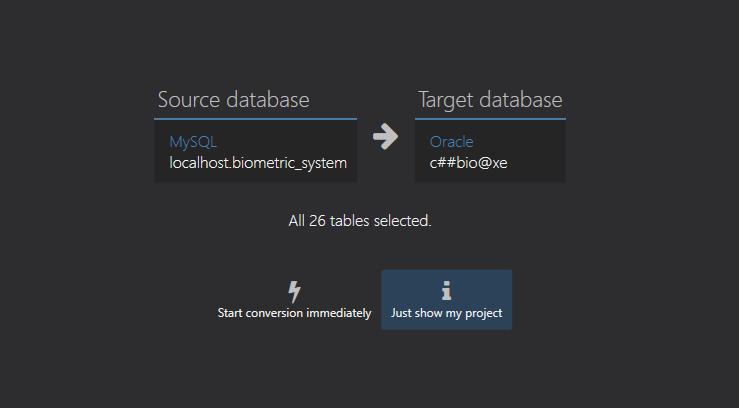 Source database
Target database
MySQL
localhost.biometric_system
Oracle
c##bio@xe
All 26 tables selected.
Start conversion immediately
Just show my project